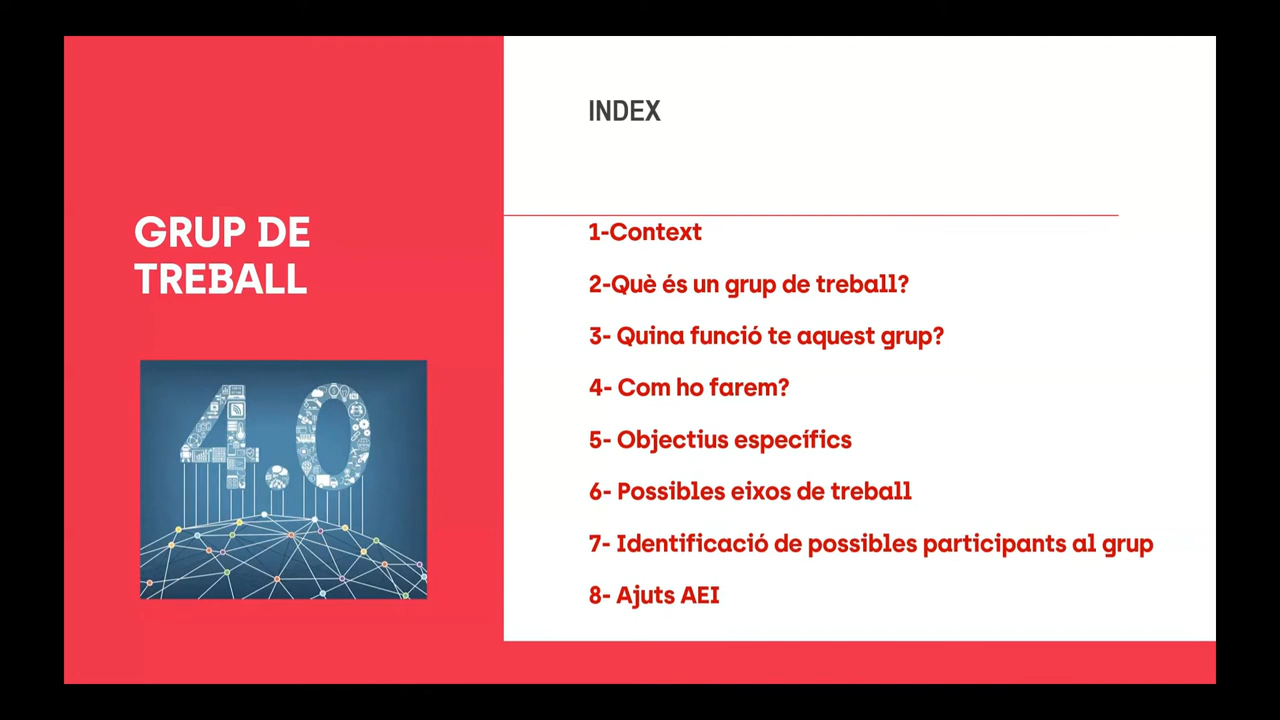 GRUP DE
TREBALL
4.0
INDEX
1-Context
2-Què és un grup de treball?
3- Quina funció te aquest grup?
4- Com ho farem?
5- Objectius específics
6- Possibles eixos de treball
7- Identificació de possibles participants al grup
8- Ajuts AEI